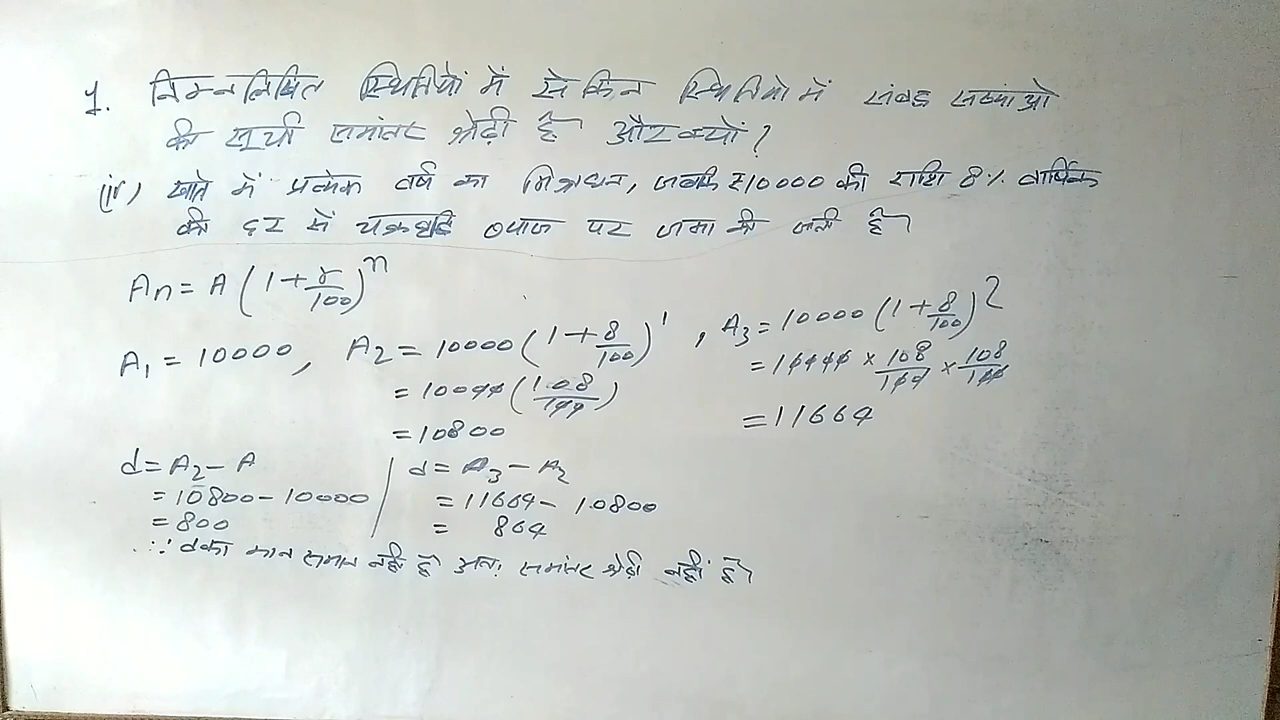 1. निम्नलिखित स्थितियों में से किन स्थितियों में संबद्ध संख्याओं
की सूची समांतर श्रेढ़ी है और क्यों?
(iv) खाते में प्रत्येक वर्ष का मिश्रधन, जबकि ₹10000 की राशि 8% वार्षिक
की दर से चक्रवृद्धि ब्याज पर जमा की जाती है।
An = A (1 + r/100)^n
A1 = 10000, A2 = 10000 (1 + 8/100)^1, A3 = 10000 (1 + 8/100)^2
= 10000 (108/100) = 10000 × 108/100 × 108/100
= 10800 = 11664
d = A2 - A | d = A3 - A2
= 10800 - 10000 = 11664 - 10800
= 800 = 864
∴ d का मान समान नहीं है अतः समांतर श्रेढ़ी नहीं है।